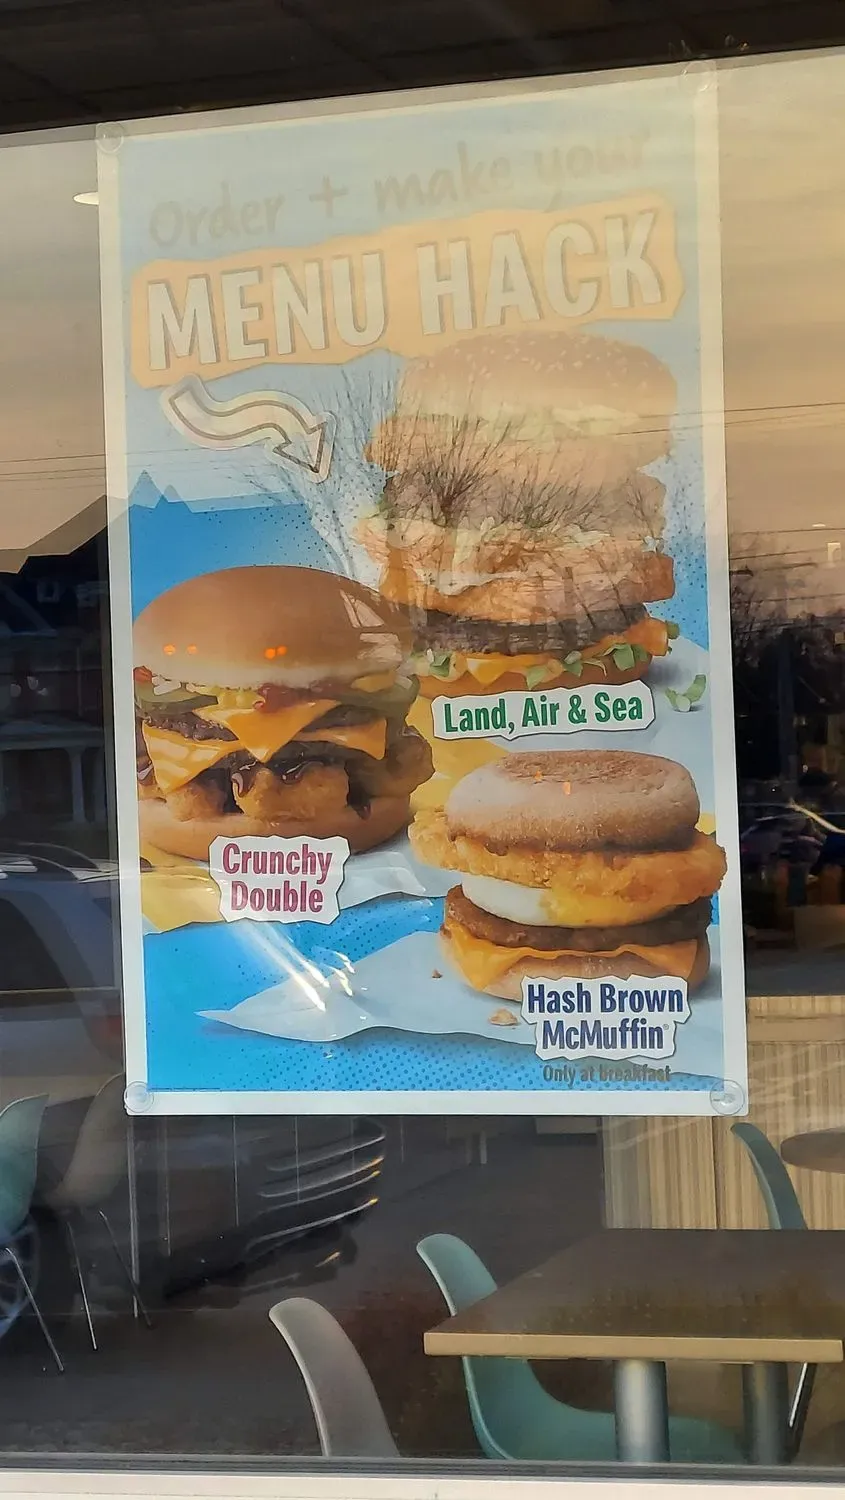 Order + make your
MENU HACK
Land, Air & Sea
Crunchy
Double
Hash Brown
McMuffin®
Only at breakfast